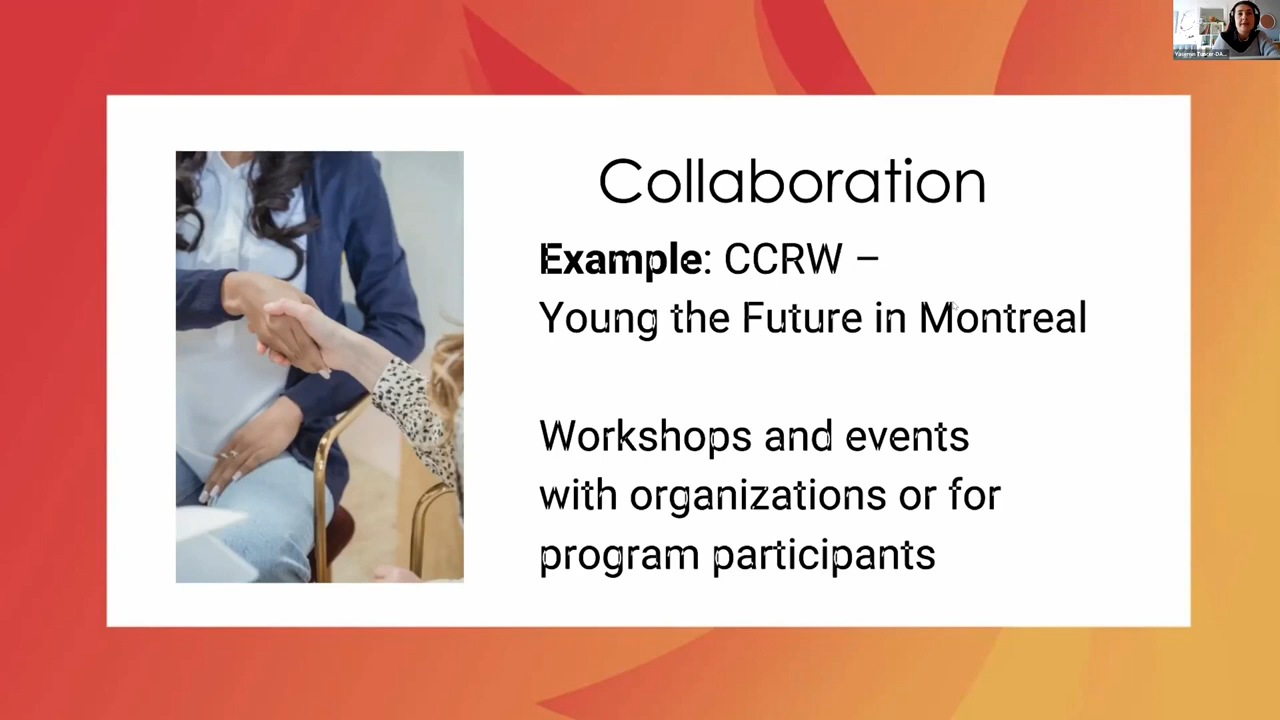 Collaboration
Example: CCRW –
Young the Future in Montreal
Workshops and events
with organizations or for
program participants